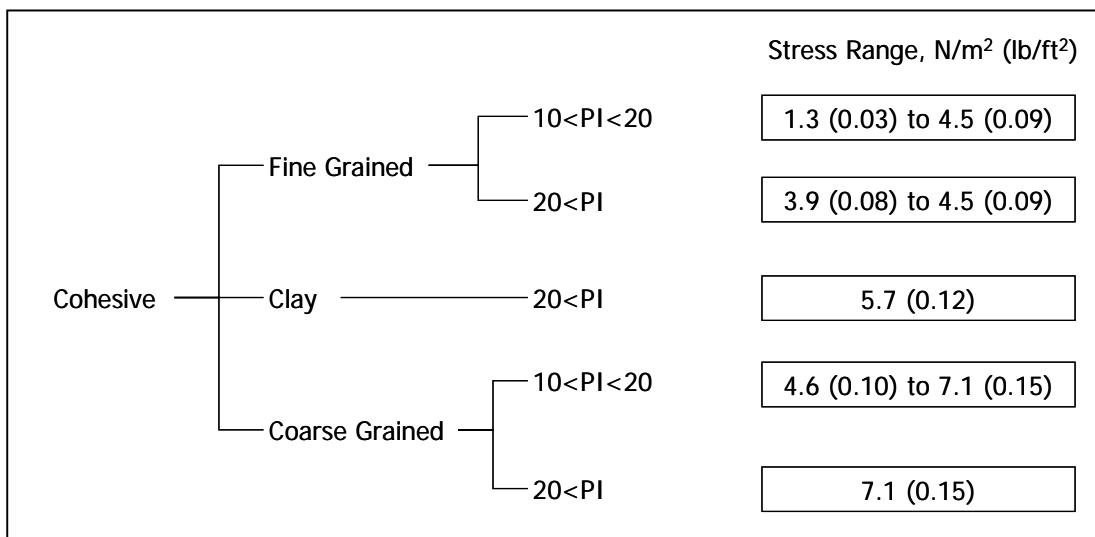 Stress Range, N/m² (lb/ft²)
10<PI<20
1.3 (0.03) to 4.5 (0.09)
Fine Grained
20<PI
3.9 (0.08) to 4.5 (0.09)
Cohesive
Clay
20<PI
5.7 (0.12)
10<PI<20
4.6 (0.10) to 7.1 (0.15)
Coarse Grained
20<PI
7.1 (0.15)